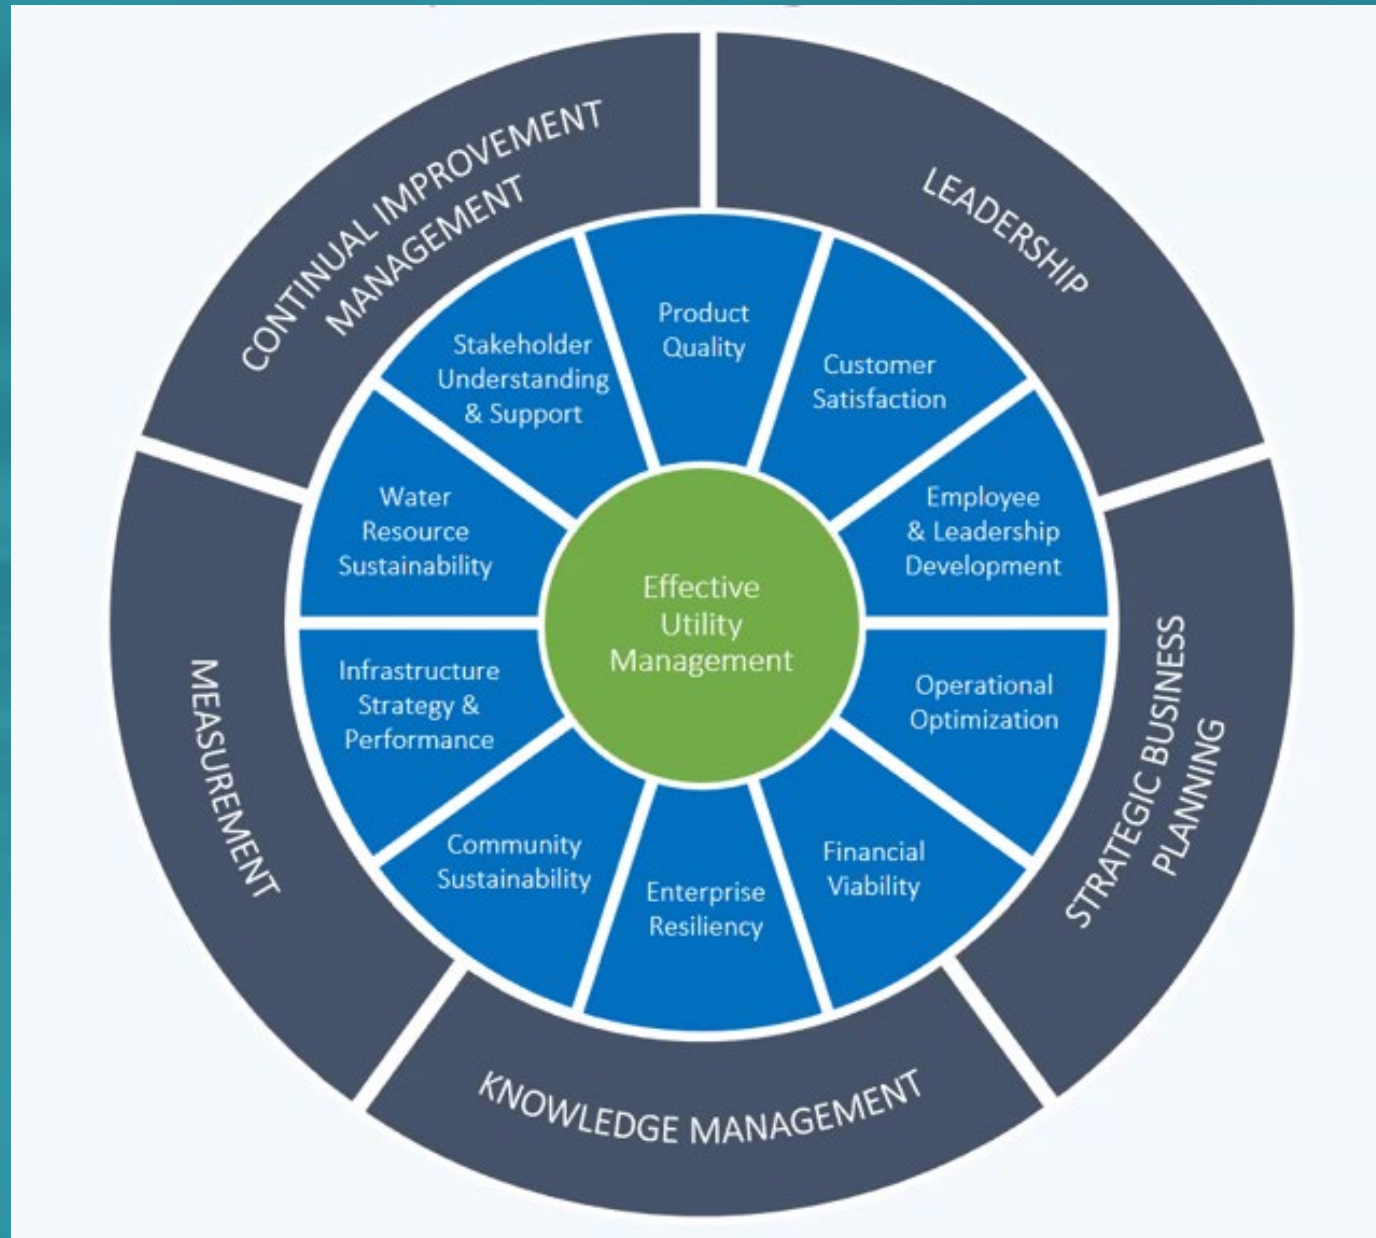 CONTINUAL IMPROVEMENT
MANAGEMENT
LEADERSHIP
STRATEGIC BUSINESS
PLANNING
KNOWLEDGE MANAGEMENT
MEASUREMENT
Product
Quality
Customer
Satisfaction
Employee
& Leadership
Development
Operational
Optimization
Financial
Viability
Enterprise
Resiliency
Community
Sustainability
Infrastructure
Strategy &
Performance
Water
Resource
Sustainability
Stakeholder
Understanding
& Support
Effective
Utility
Management